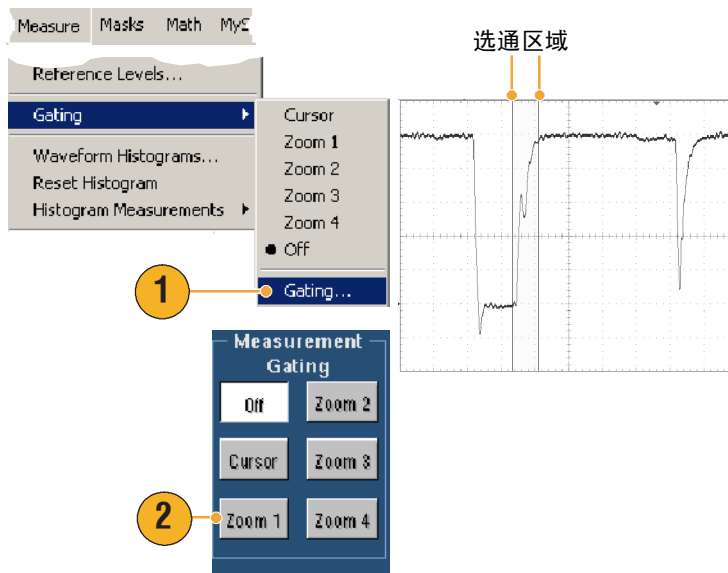 Measure Masks Math
Reference Levels...
Gating
Waveform Histograms...
Reset Histogram
Histogram Measurements
Cursor
Zoom 1
Zoom 2
Zoom 3
Zoom 4
Off
Gating...
1
选通区域
Measurement
Gating
Off Zoom 2
Cursor Zoom 3
Zoom 1 Zoom 4
2